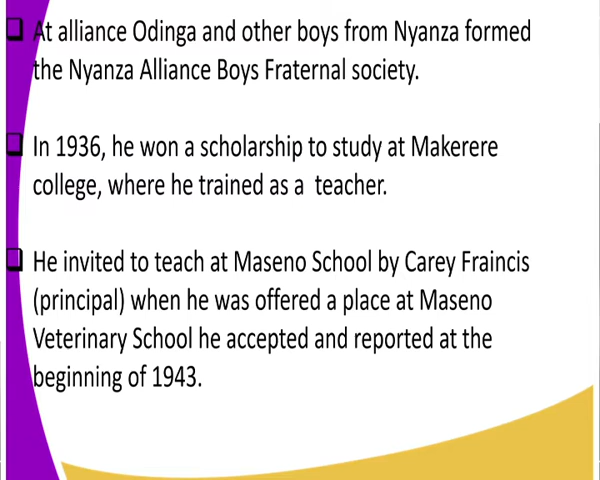 At alliance Odinga and other boys from Nyanza formed
the Nyanza Alliance Boys Fraternal society.
In 1936, he won a scholarship to study at Makerere
college, where he trained as a  teacher.
He invited to teach at Maseno School by Carey Fraincis
(principal) when he was offered a place at Maseno
Veterinary School he accepted and reported at the
beginning of 1943.